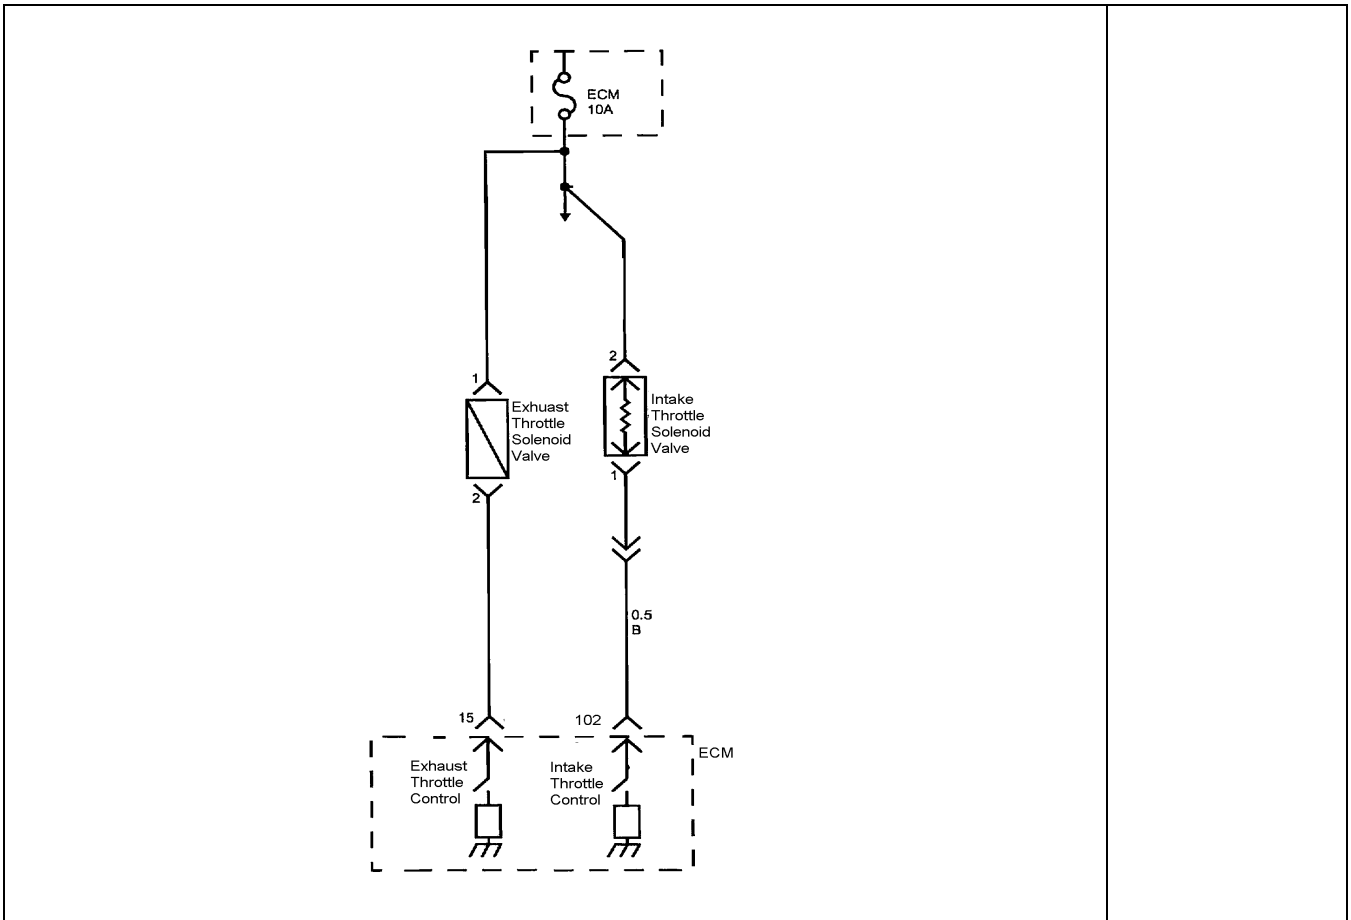 ECM
10A
2
1
Exhuast
Throttle
Solenoid
Valve
Intake
Throttle
Solenoid
Valve
2
1
0.5
B
15
102
ECM
Exhaust
Throttle
Control
Intake
Throttle
Control